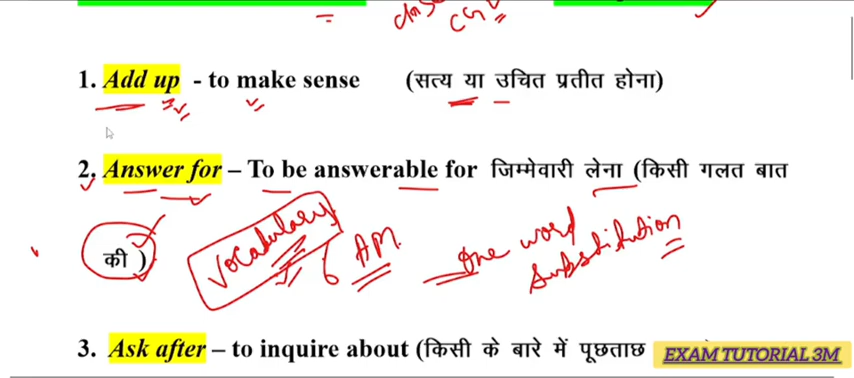 1. Add up - to make sense (सत्य या उचित प्रतीत होना)
2. Answer for – To be answerable for जिम्मेवारी लेना (किसी गलत बात
की )
Vocabulary 6 AM. One word
substitution
3. Ask after – to inquire about (किसी के बारे में पूछताछ
EXAM TUTORIAL 3M